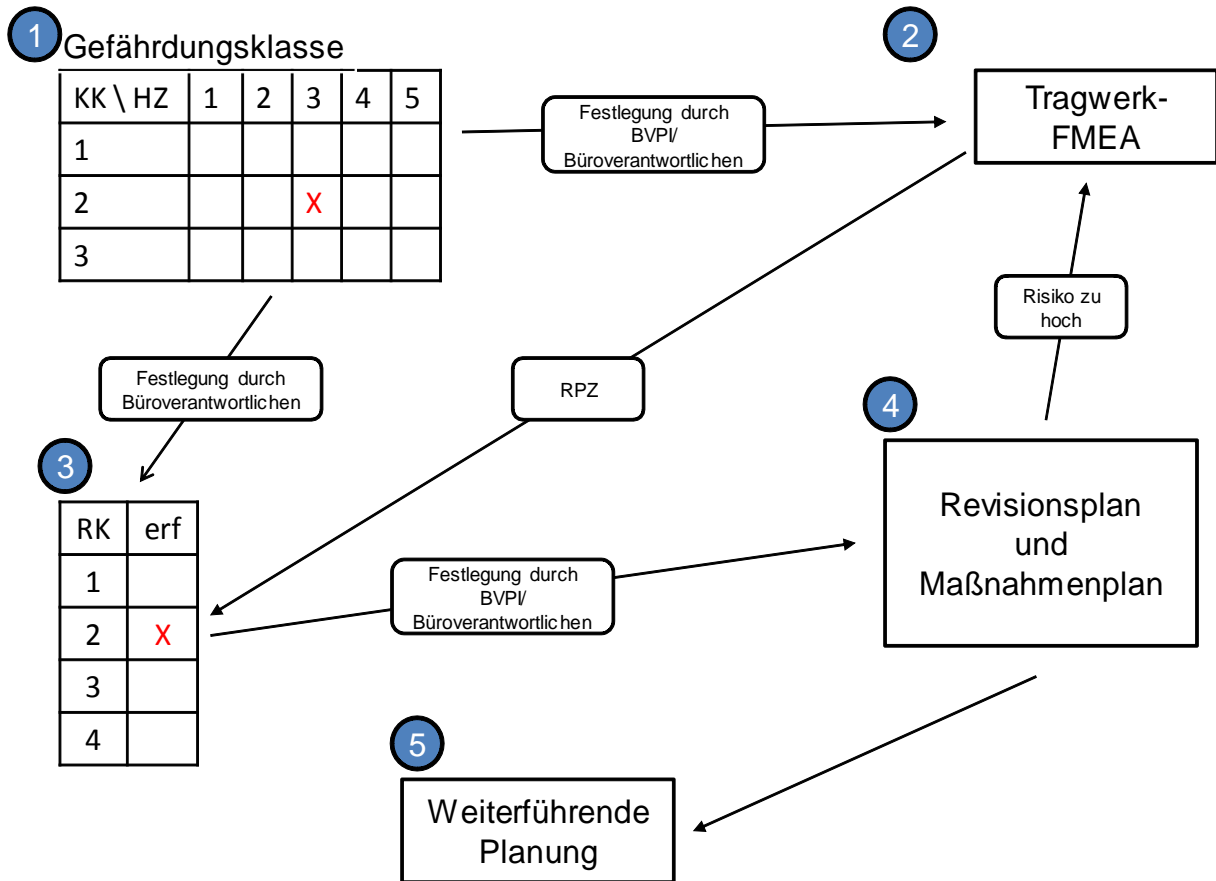 1
Gefährdungsklasse
KK \ HZ 1 2 3 4 5
1
2 X
3
Festlegung durch
BVPI/
Büroverantwortlichen
2
Tragwerk-
FMEA
Festlegung durch
Büroverantwortlichen
RPZ
Risiko zu
hoch
3
RK erf
1
2 X
3
4
Festlegung durch
BVPI/
Büroverantwortlichen
4
Revisionsplan
und
Maßnahmenplan
5
Weiterführende
Planung